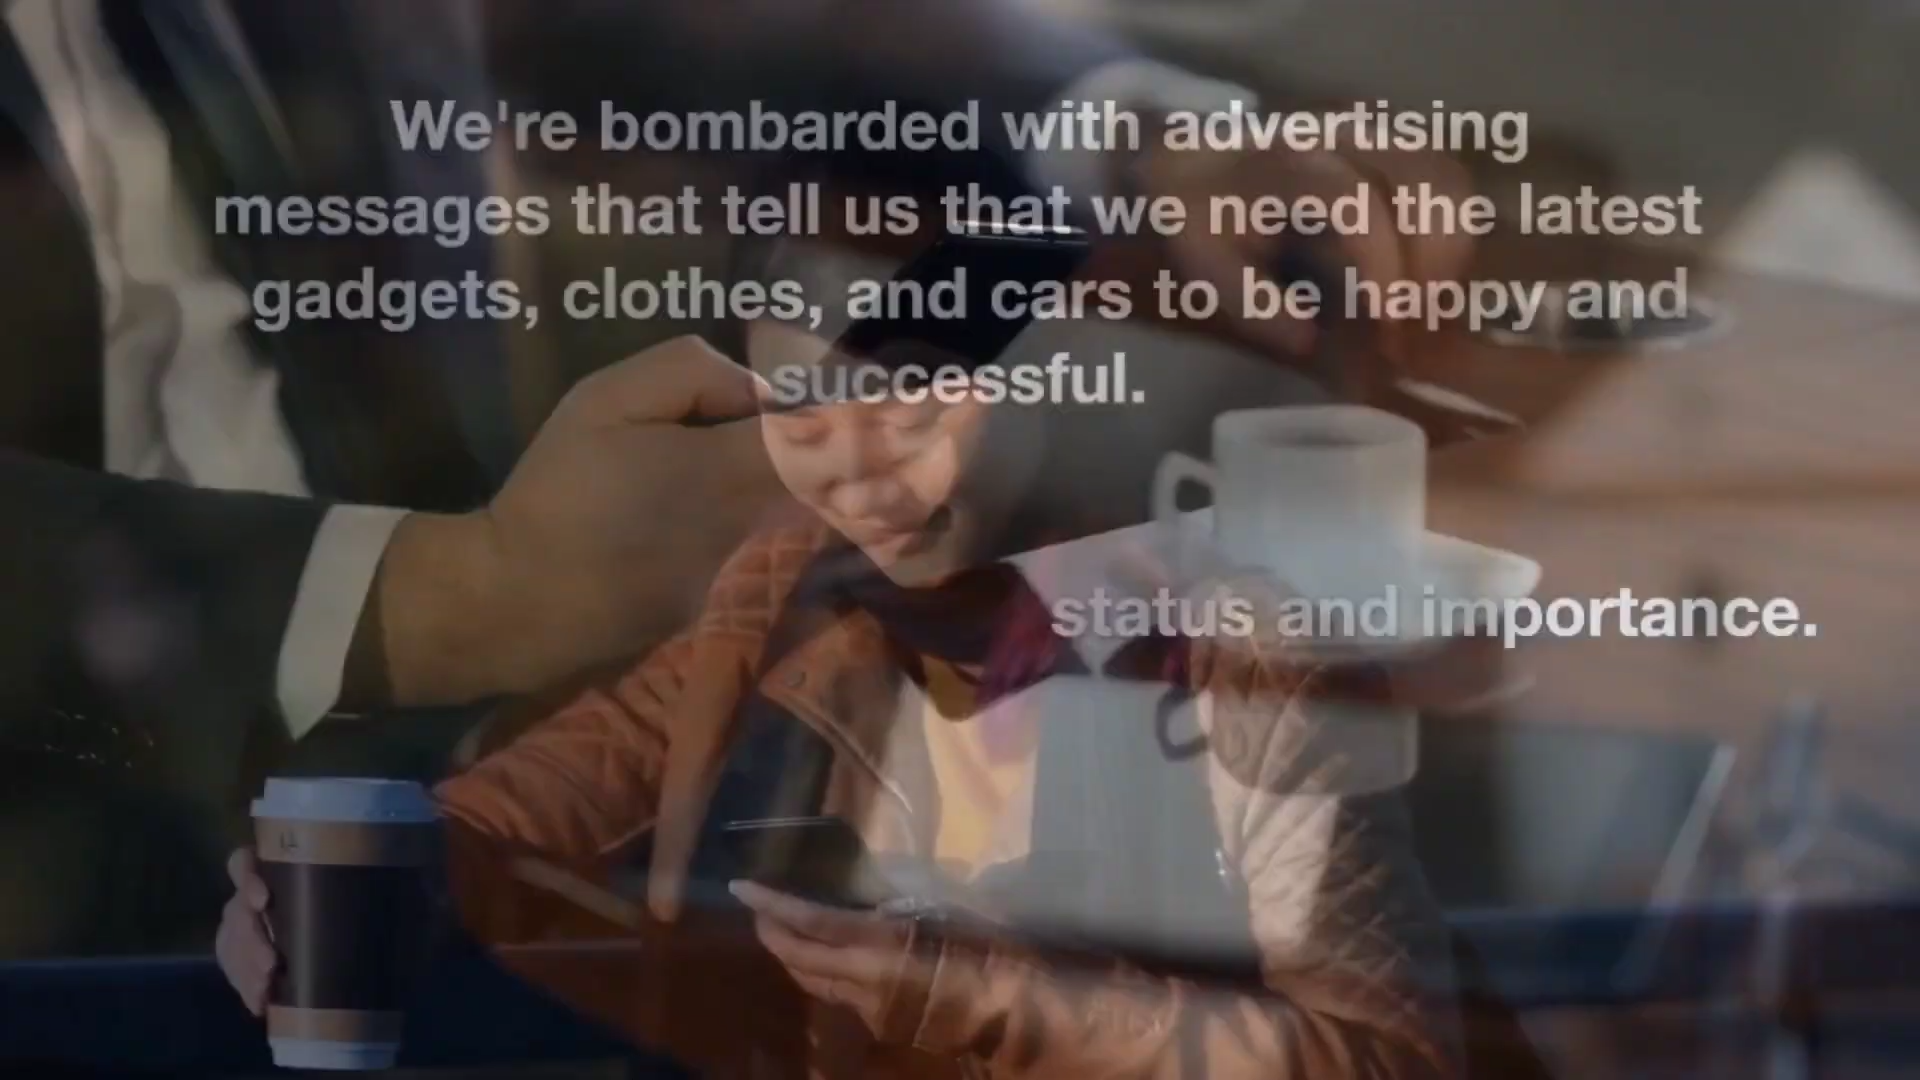 We're bombarded with advertising
messages that tell us that we need the latest
gadgets, clothes, and cars to be happy and
successful.
status and importance.